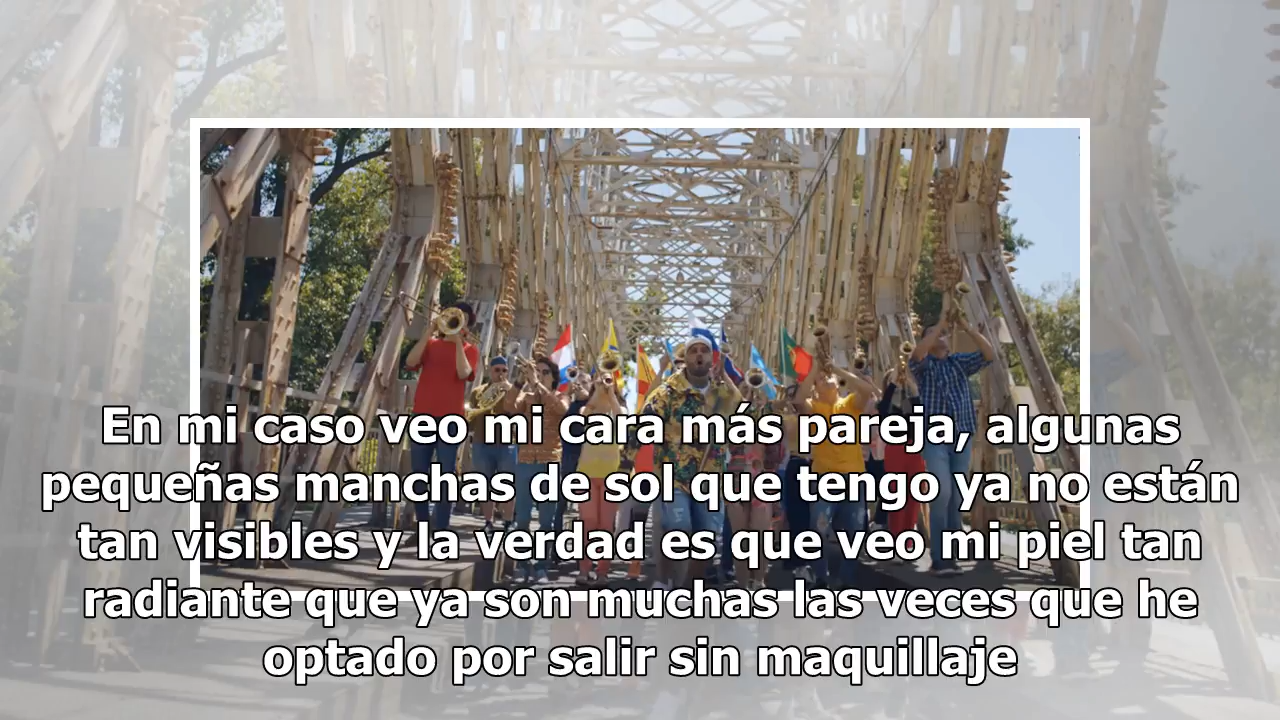 En mi caso veo mi cara más pareja, algunas
pequeñas manchas de sol que tengo ya no están
tan visibles y la verdad es que veo mi piel tan
radiante que ya son muchas las veces que he
optado por salir sin maquillaje